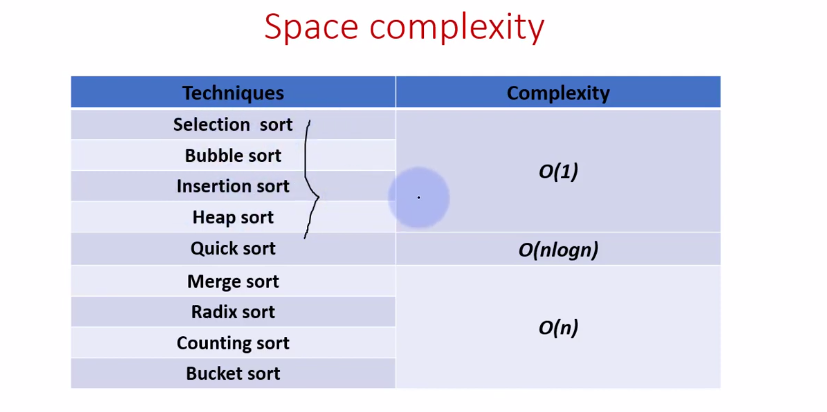 Space complexity
Techniques Complexity
Selection sort
Bubble sort
Insertion sort
Heap sort
O(1)
Quick sort O(nlogn)
Merge sort
Radix sort
Counting sort
Bucket sort
O(n)